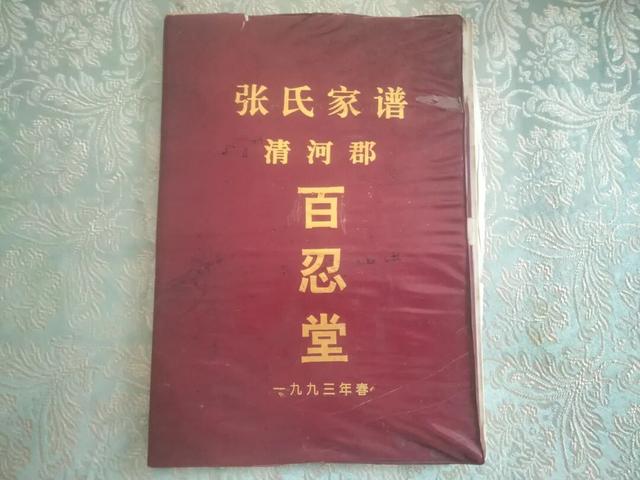 张氏家谱
清河郡
百忍堂
一九九三年春